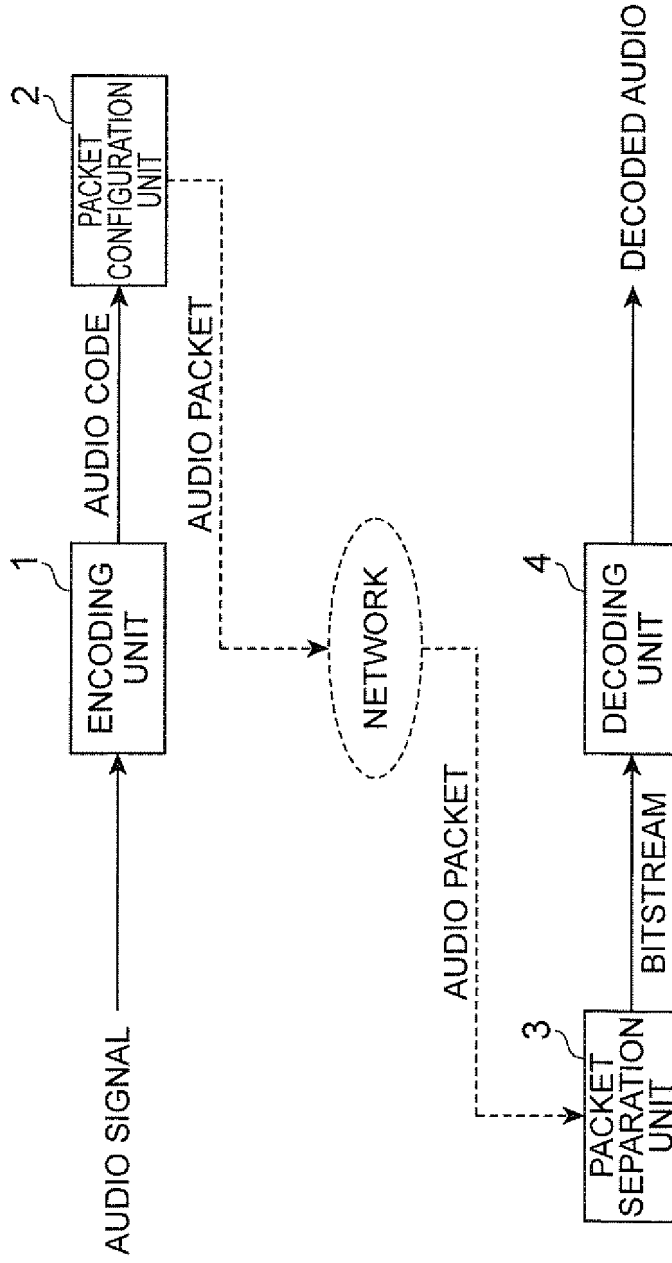 AUDIO SIGNAL
1
ENCODING
UNIT
AUDIO CODE
2
PACKET
CONFIGURATION
UNIT
AUDIO PACKET
NETWORK
AUDIO PACKET
3
PACKET
SEPARATION
UNIT
BITSTREAM
4
DECODING
UNIT
DECODED AUDIO